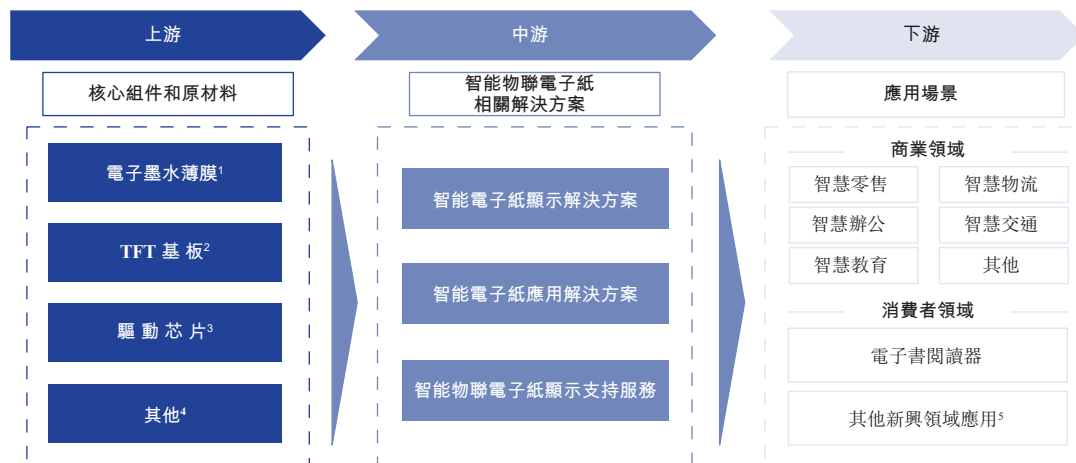 上游
中游
下游
核心組件和原材料
智能物聯電子紙
相關解決方案
應用場景
電子墨水薄膜¹
TFT 基 板²
驅 動 芯 片³
其他⁴
智能電子紙顯示解決方案
智能電子紙應用解決方案
智能物聯電子紙顯示支持服務
商業領域
智慧零售
智慧物流
智慧辦公
智慧交通
智慧教育
其他
消費者領域
電子書閱讀器
其他新興領域應用⁵